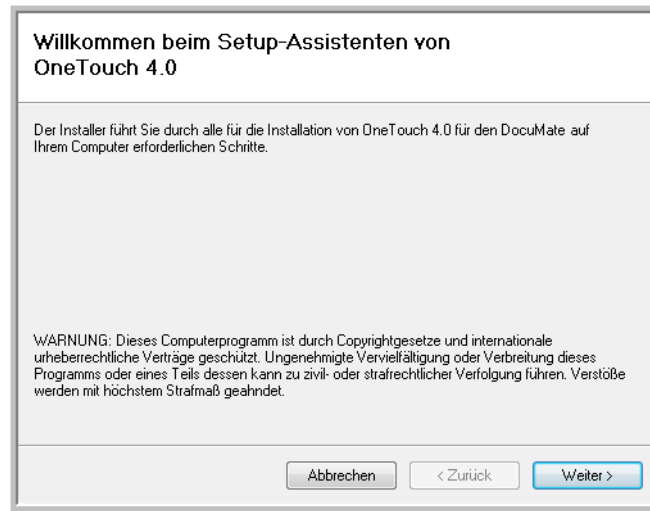 Willkommen beim Setup-Assistenten von
OneTouch 4.0
Der Installer führt Sie durch alle für die Installation von OneTouch 4.0 für den DocuMate auf
Ihrem Computer erforderlichen Schritte.
WARNUNG: Dieses Computerprogramm ist durch Copyrightgesetze und internationale
urheberrechtliche Verträge geschützt. Ungenehmigte Vervielfältigung oder Verbreitung dieses
Programms oder eines Teils dessen kann zu zivil- oder strafrechtlicher Verfolgung führen. Verstöße
werden mit höchstem Strafmaß geahndet.
Abbrechen < Zurück Weiter >